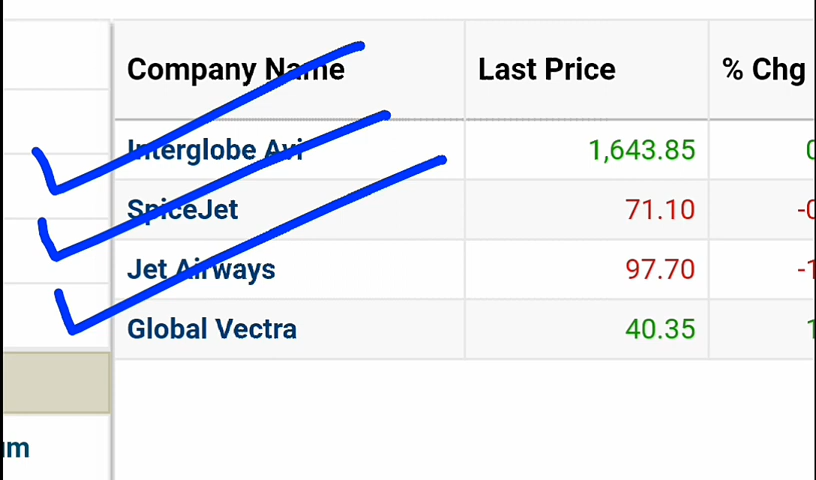 Company Name Last Price % Chg
Interglobe Avi 1,643.85
SpiceJet 71.10
Jet Airways 97.70
Global Vectra 40.35